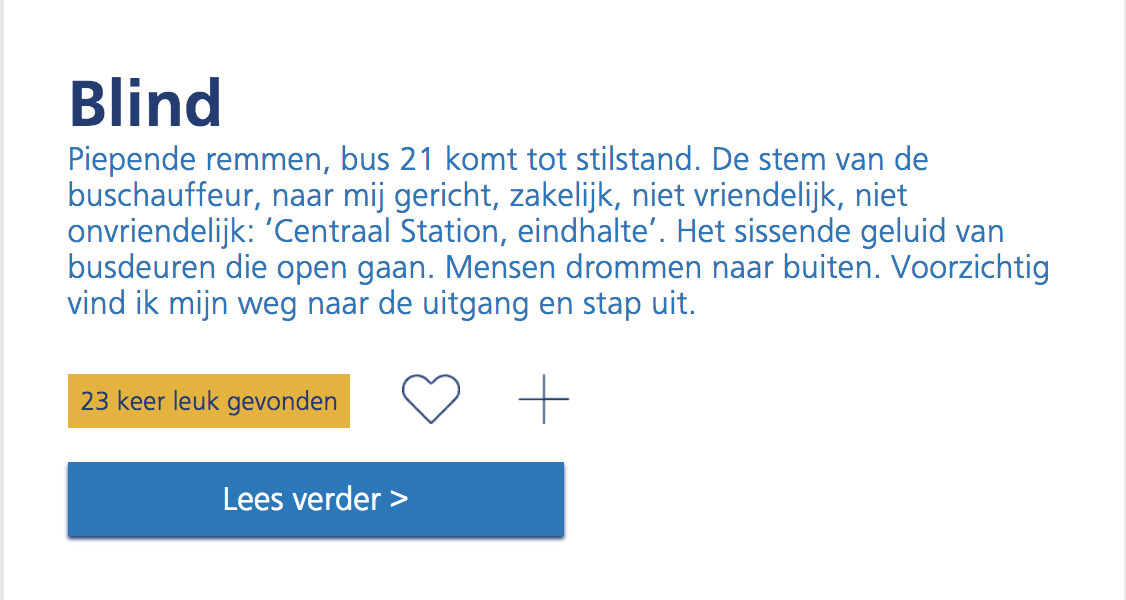 Blind
Piepende remmen, bus 21 komt tot stilstand. De stem van de
buschauffeur, naar mij gericht, zakelijk, niet vriendelijk, niet
onvriendelijk: ‘Centraal Station, eindhalte’. Het sissende geluid van
busdeuren die open gaan. Mensen drommen naar buiten. Voorzichtig
vind ik mijn weg naar de uitgang en stap uit.
23 keer leuk gevonden
Lees verder >